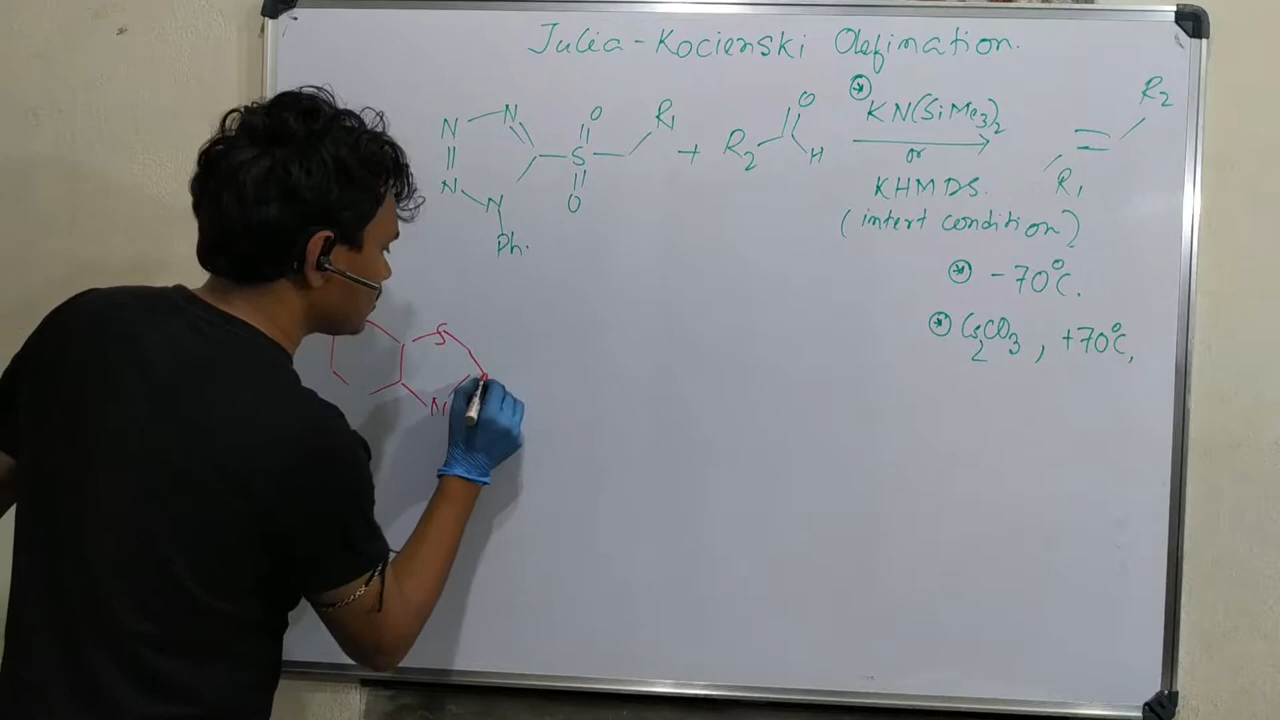 Julia-Kocienski Olefination.
N N N N Ph. S O O R1 + R2 O H
KN(SiMe3)2
or
KHMDS.
(intert condition)
R1 R2
-70°C.
Cs2CO3, +70°C,
S
N